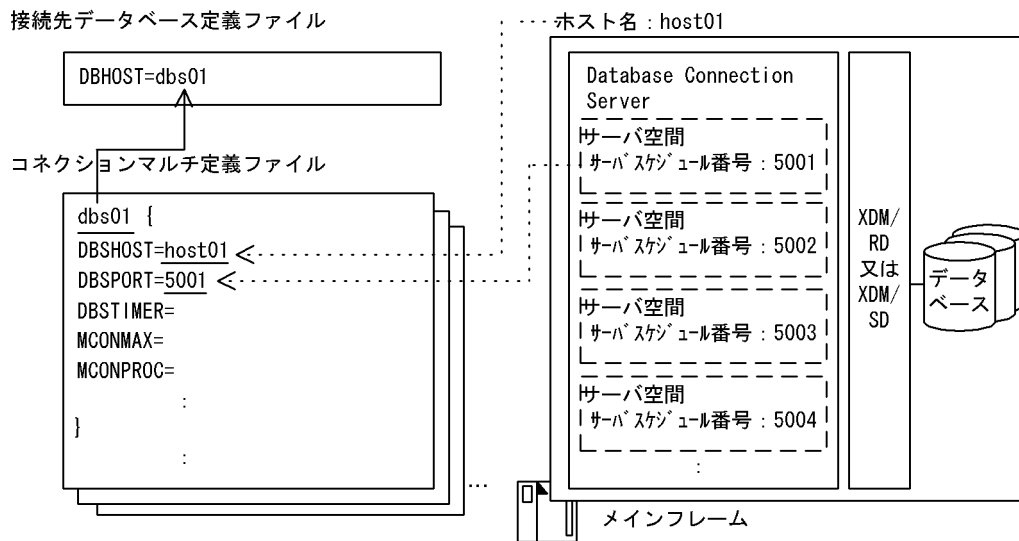 接続先データベース定義ファイル
DBHOST=dbs01
コネクションマルチ定義ファイル
dbs01 {
DBSHOST=host01
DBSPORT=5001
DBSTIMER=
MCONMAX=
MCONPROC=
:
}
:
…
ホスト名：host01
Database Connection
Server
サーバ空間
ｻｰﾊﾞｽｹｼﾞｭｰﾙ番号：5001
サーバ空間
ｻｰﾊﾞｽｹｼﾞｭｰﾙ番号：5002
サーバ空間
ｻｰﾊﾞｽｹｼﾞｭｰﾙ番号：5003
サーバ空間
ｻｰﾊﾞｽｹｼﾞｭｰﾙ番号：5004
:
XDM/
RD
又は
XDM/
SD
データ
ベース
メインフレーム